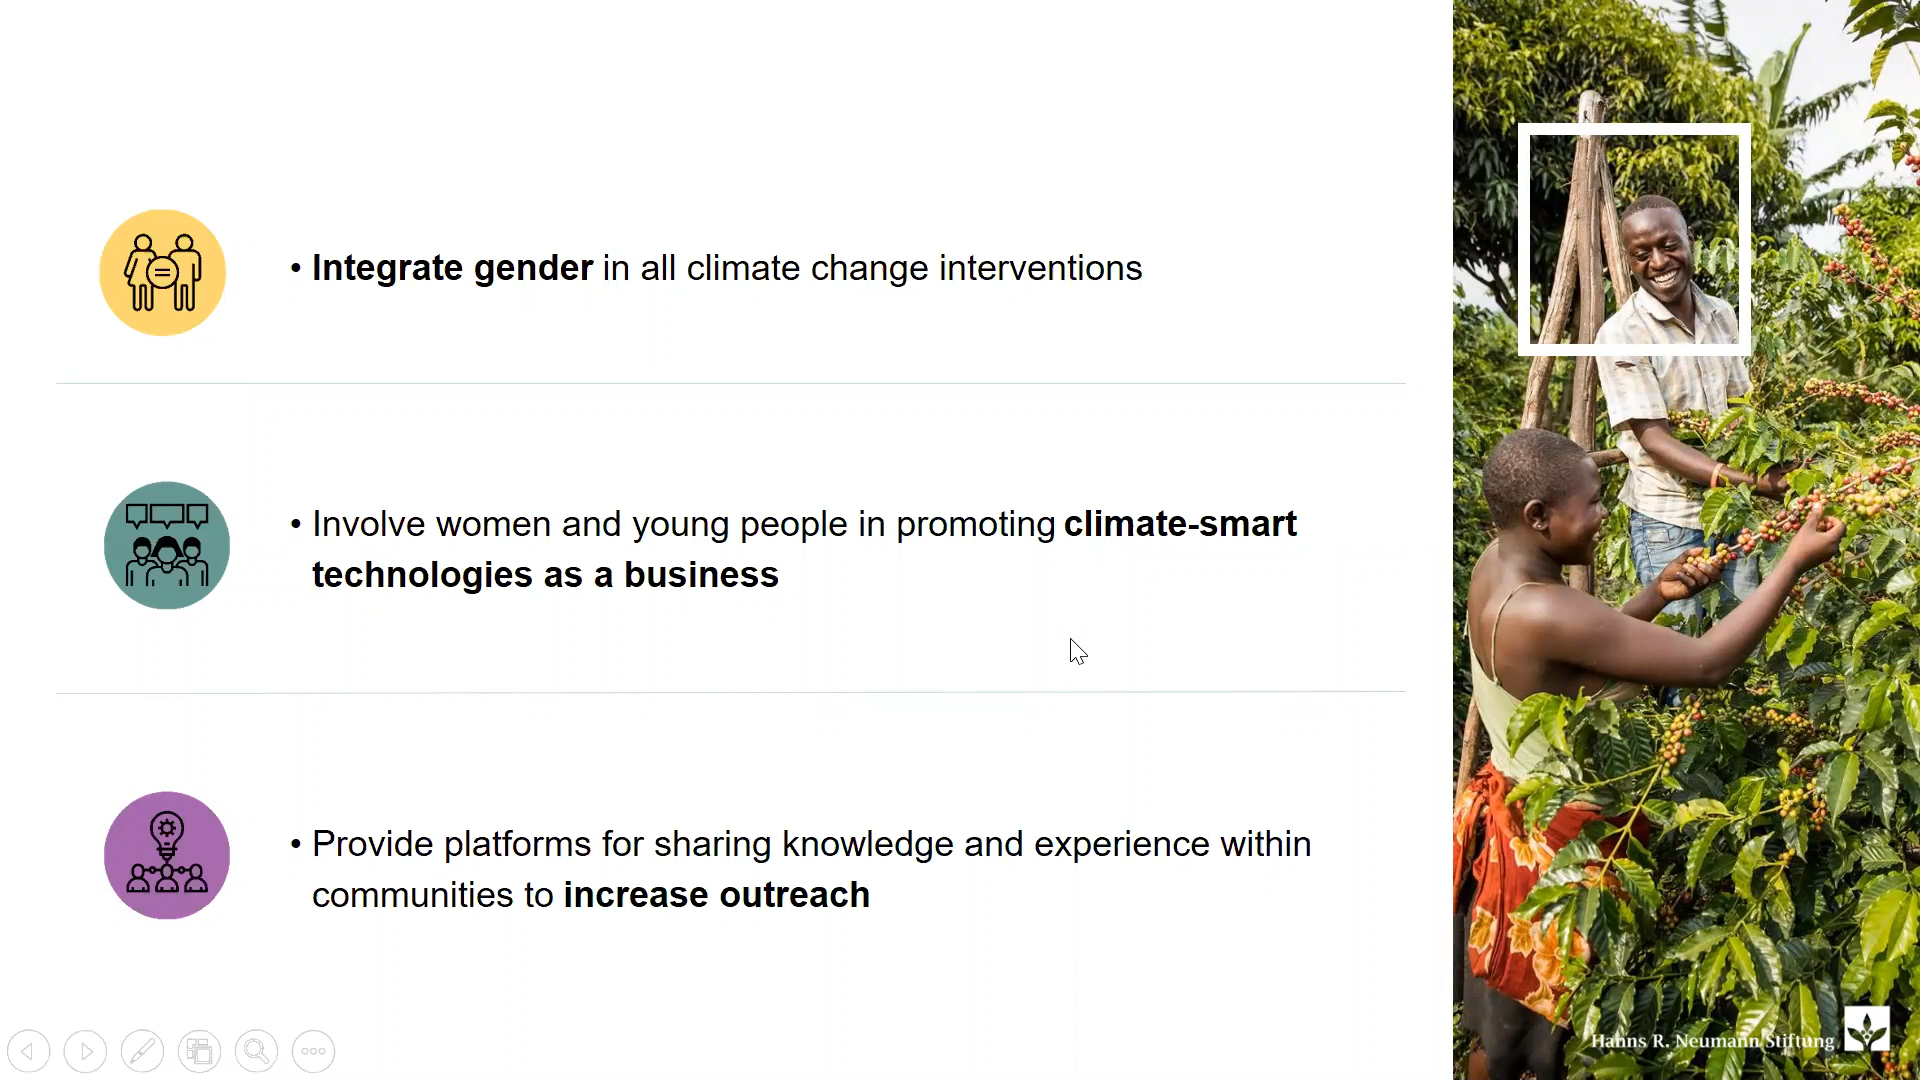 • Integrate gender in all climate change interventions
• Involve women and young people in promoting climate-smart
technologies as a business
• Provide platforms for sharing knowledge and experience within
communities to increase outreach
Hanns R. Neumann Stiftung